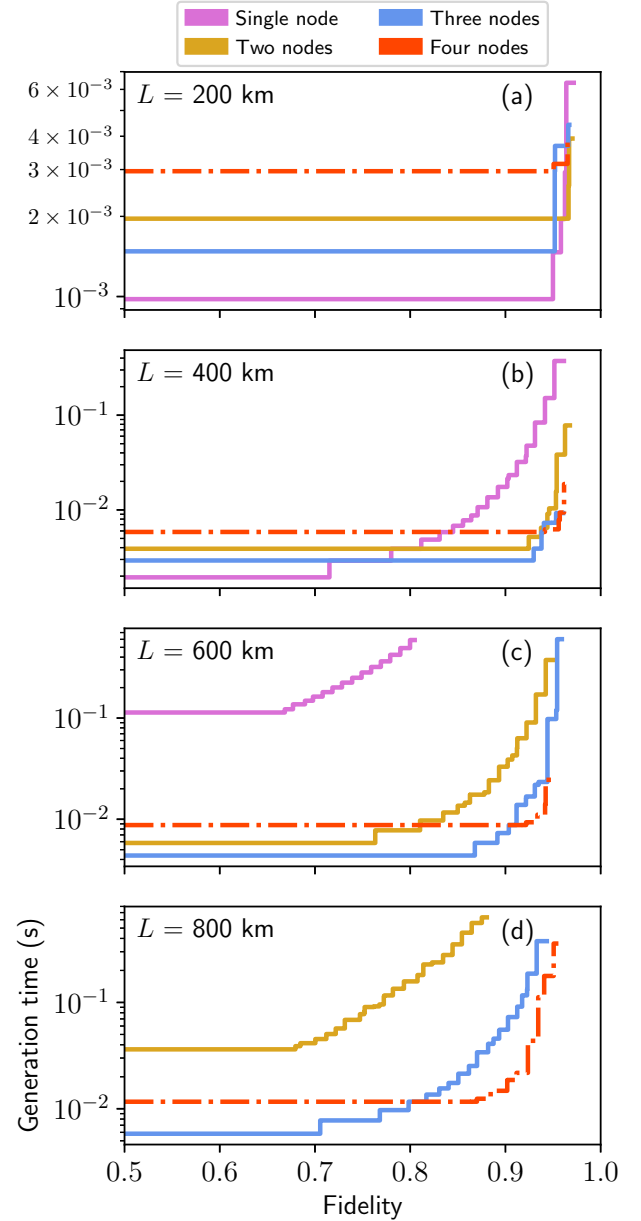 Single node Three nodes
Two nodes Four nodes
L = 200 km (a)
6 × 10⁻³
4 × 10⁻³
3 × 10⁻³
2 × 10⁻³
10⁻³
L = 400 km (b)
10⁻¹
10⁻²
L = 600 km (c)
10⁻¹
10⁻²
L = 800 km (d)
10⁻¹
10⁻²
Generation time (s)
0.5 0.6 0.7 0.8 0.9 1.0
Fidelity